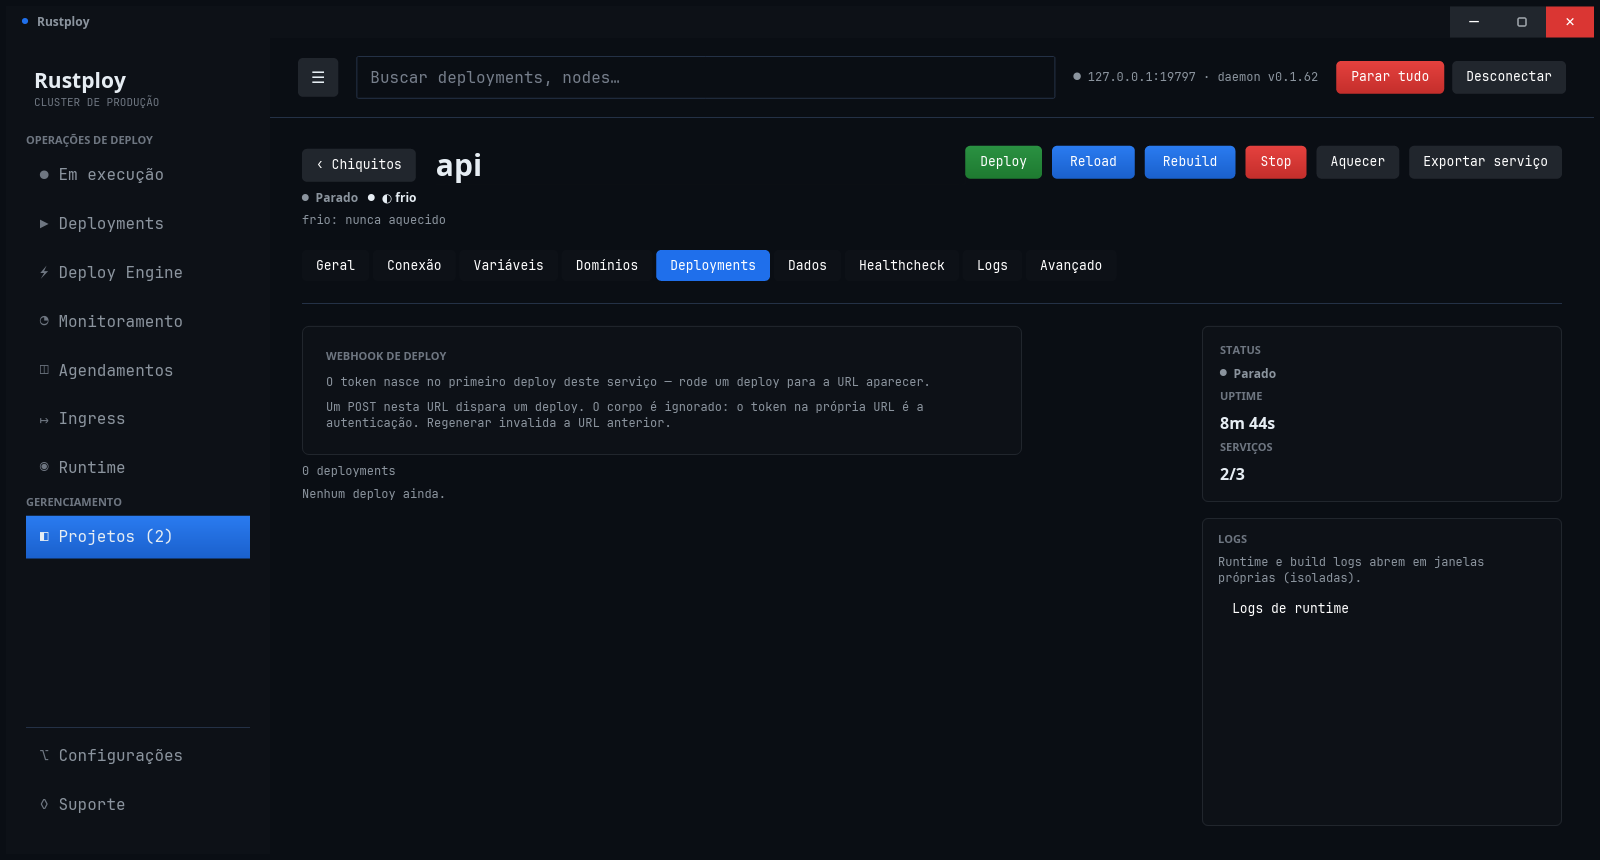 Rustploy
Rustploy
CLUSTER DE PRODUÇÃO
OPERAÇÕES DE DEPLOY
Em execução
Deployments
Deploy Engine
Monitoramento
Agendamentos
Ingress
Runtime
GERENCIAMENTO
Projetos (2)
Configurações
Suporte
Buscar deployments, nodes…
127.0.0.1:19797 · daemon v0.1.62
Parar tudo
Desconectar
‹ Chiquitos
api
Deploy
Reload
Rebuild
Stop
Aquecer
Exportar serviço
Parado
frio
frio: nunca aquecido
Geral
Conexão
Variáveis
Domínios
Deployments
Dados
Healthcheck
Logs
Avançado
WEBHOOK DE DEPLOY
O token nasce no primeiro deploy deste serviço — rode um deploy para a URL aparecer.
Um POST nesta URL dispara um deploy. O corpo é ignorado: o token na própria URL é a
autenticação. Regenerar invalida a URL anterior.
0 deployments
Nenhum deploy ainda.
STATUS
Parado
UPTIME
8m 44s
SERVIÇOS
2/3
LOGS
Runtime e build logs abrem em janelas
próprias (isoladas).
Logs de runtime